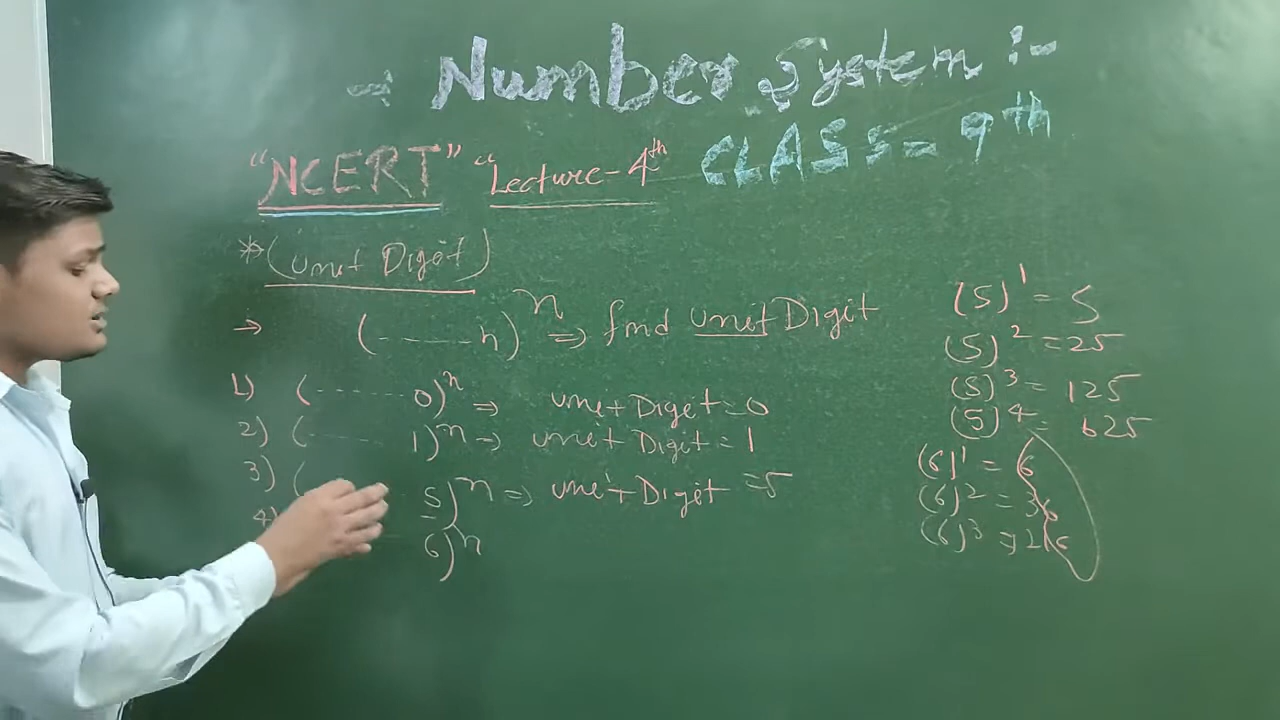 → Number System :-
"NCERT" "Lecture-4th CLASS = 9th
*(Unit Digit)
→ (.......n)^n ⇒ find unit Digit
1) (.......0)^n ⇒ unit Digit = 0
2) (....... 1)^n → unit Digit = 1
3) ( 5)^n ⇒ unit Digit = 5
4) 6)^n
(5)^1 = 5
(5)^2 = 25
(5)^3 = 125
(5)^4 = 625
(6)^1 = 6
(6)^2 = 36
(6)^3 = 216